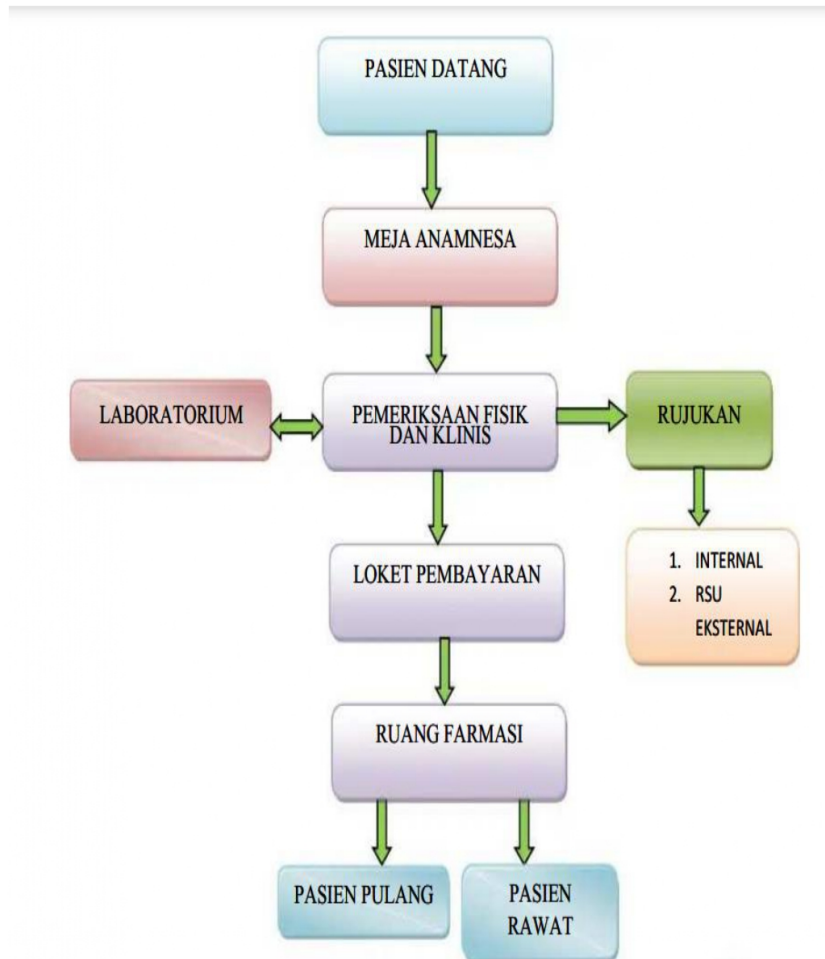 PASIEN DATANG
MEJA ANAMNESA
LABORATORIUM
PEMERIKSAAN FISIK
DAN KLINIS
RUJUKAN
1. INTERNAL
2. RSU
EKSTERNAL
LOKET PEMBAYARAN
RUANG FARMASI
PASIEN PULANG
PASIEN
RAWAT